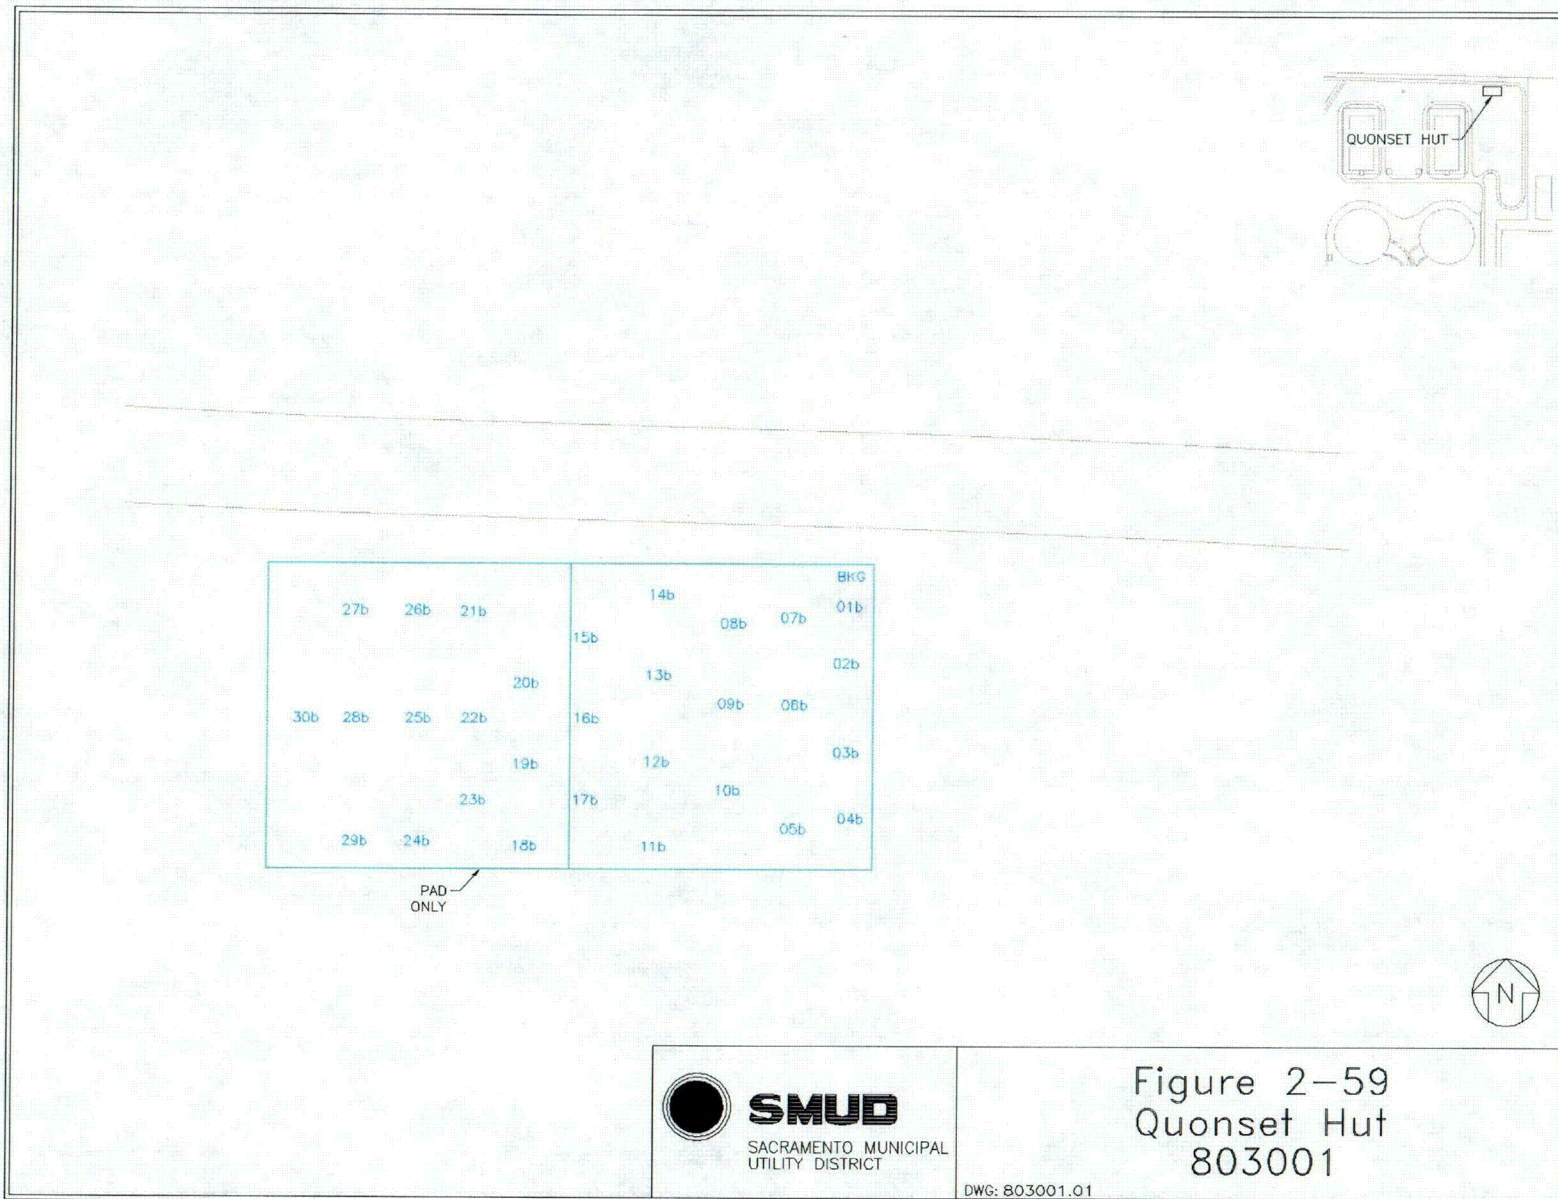 QUONSET HUT
BKG
14b
27b 26b 21b 08b 07b 01b
15b
02b
20b 13b
30b 28b 25b 22b 16b 09b 06b
19b 12b 03b
23b 17b 10b
29b 24b 18b 11b 05b 04b
PAD
ONLY
N
SMUD
SACRAMENTO MUNICIPAL
UTILITY DISTRICT
Figure 2-59
Quonset Hut
803001
DWG: 803001.01